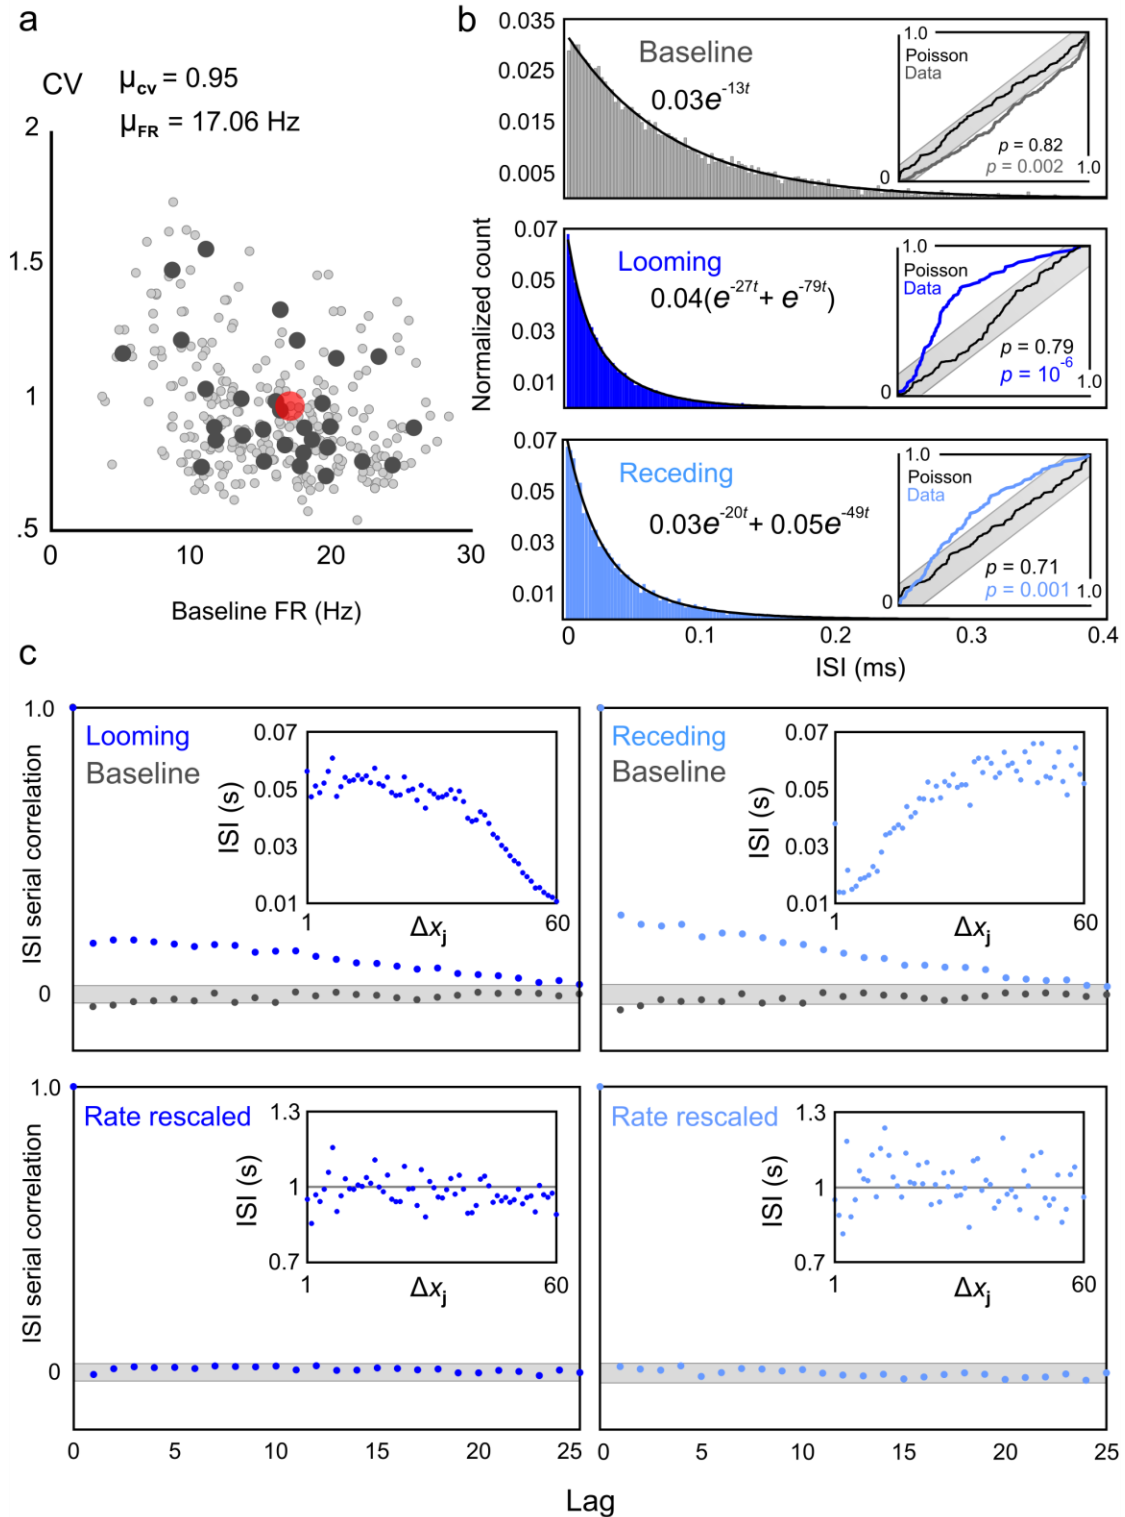 a
CV
μcv = 0.95
μFR = 17.06 Hz
2
1.5
1
.5
0
10
20
30
Baseline FR (Hz)
b
Normalized count
0.035
0.025
0.015
0.005
Baseline
0.03e^-13t
1.0
Poisson
Data
p = 0.82
p = 0.002
0
1.0
0.07
0.05
0.03
0.01
Looming
0.04(e^-27t + e^-79t)
1.0
Poisson
Data
p = 0.79
p = 10^-6
0
1.0
0.07
0.05
0.03
0.01
Receding
0.03e^-20t + 0.05e^-49t
1.0
Poisson
Data
p = 0.71
p = 0.001
0
1.0
0
0.1
0.2
0.3
0.4
ISI (ms)
c
ISI serial correlation
1.0
0
Looming
Baseline
ISI (s)
0.07
0.05
0.03
0.01
1
60
Δxj
Receding
Baseline
ISI (s)
0.07
0.05
0.03
0.01
1
60
Δxj
ISI serial correlation
1.0
0
Rate rescaled
ISI (s)
1.3
1
0.7
1
60
Δxj
Rate rescaled
ISI (s)
1.3
1
0.7
1
60
Δxj
0
5
10
15
20
25
0
5
10
15
20
25
Lag